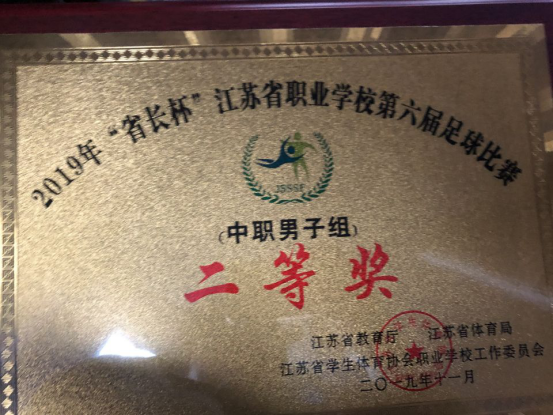 2019年“省长杯”江苏省职业学校第六届足球比赛
JSSSF
(中职男子组)
二等奖
江苏省教育厅 江苏省体育局
江苏省学生体育协会职业学校工作委员会
二〇一九年十一月